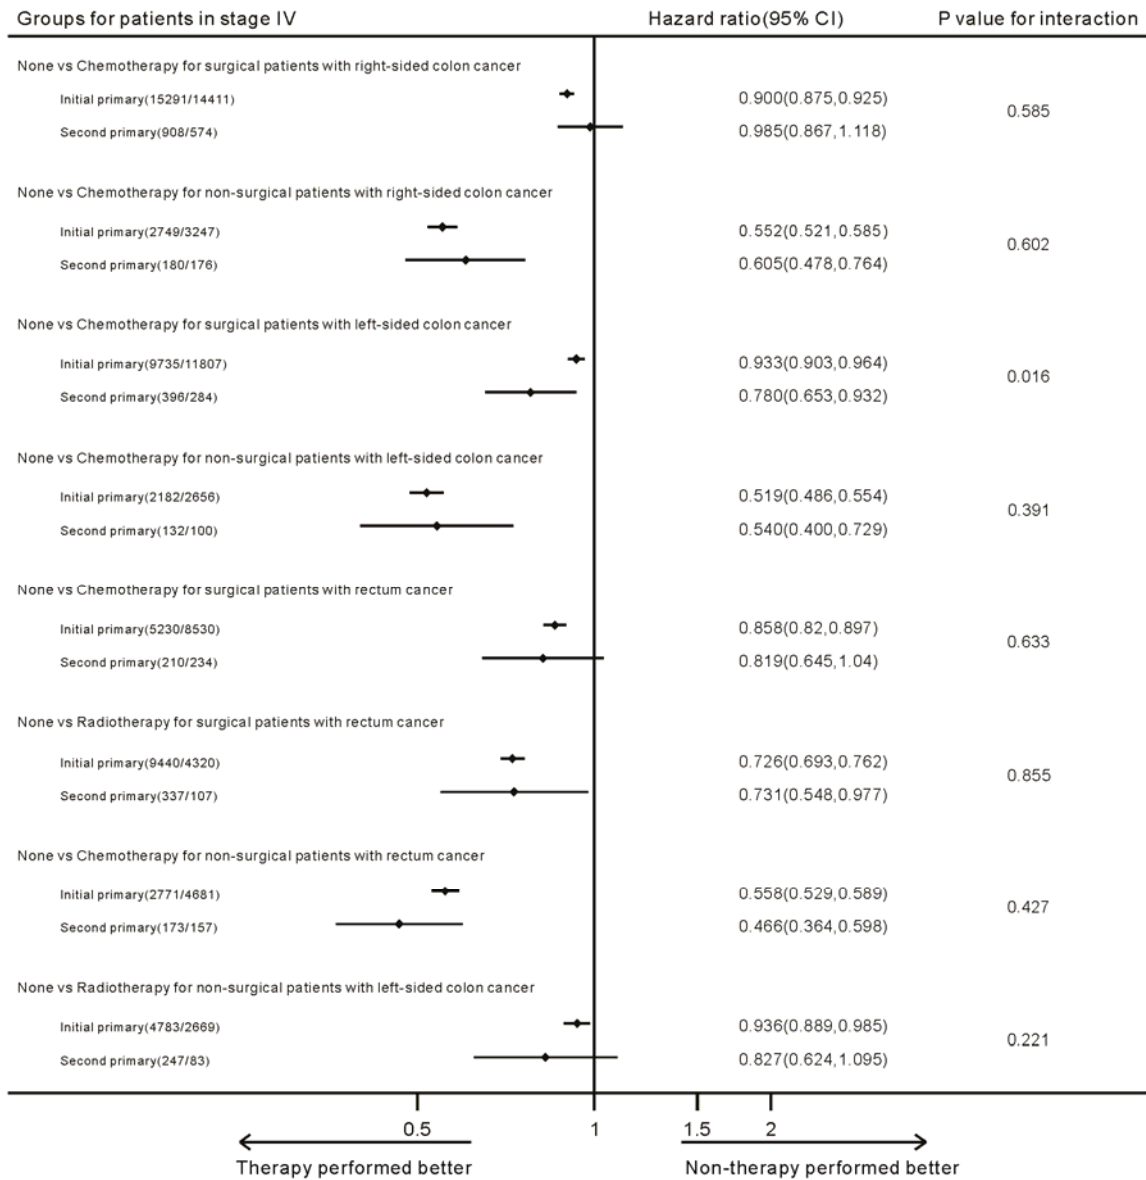 Groups for patients in stage IV Hazard ratio(95% CI) P value for interaction
None vs Chemotherapy for surgical patients with right-sided colon cancer
Initial primary(15291/14411) 0.900(0.875,0.925)
0.585
Second primary(908/574) 0.985(0.867,1.118)
None vs Chemotherapy for non-surgical patients with right-sided colon cancer
Initial primary(2749/3247) 0.552(0.521,0.585)
0.602
Second primary(180/176) 0.605(0.478,0.764)
None vs Chemotherapy for surgical patients with left-sided colon cancer
Initial primary(9735/11807) 0.933(0.903,0.964)
0.016
Second primary(396/284) 0.780(0.653,0.932)
None vs Chemotherapy for non-surgical patients with left-sided colon cancer
Initial primary(2182/2656) 0.519(0.486,0.554)
0.391
Second primary(132/100) 0.540(0.400,0.729)
None vs Chemotherapy for surgical patients with rectum cancer
Initial primary(5230/8530) 0.858(0.82,0.897)
0.633
Second primary(210/234) 0.819(0.645,1.04)
None vs Radiotherapy for surgical patients with rectum cancer
Initial primary(9440/4320) 0.726(0.693,0.762)
0.855
Second primary(337/107) 0.731(0.548,0.977)
None vs Chemotherapy for non-surgical patients with rectum cancer
Initial primary(2771/4681) 0.558(0.529,0.589)
0.427
Second primary(173/157) 0.466(0.364,0.598)
None vs Radiotherapy for non-surgical patients with left-sided colon cancer
Initial primary(4783/2669) 0.936(0.889,0.985)
0.221
Second primary(247/83) 0.827(0.624,1.095)
0.5 1 1.5 2
Therapy performed better Non-therapy performed better